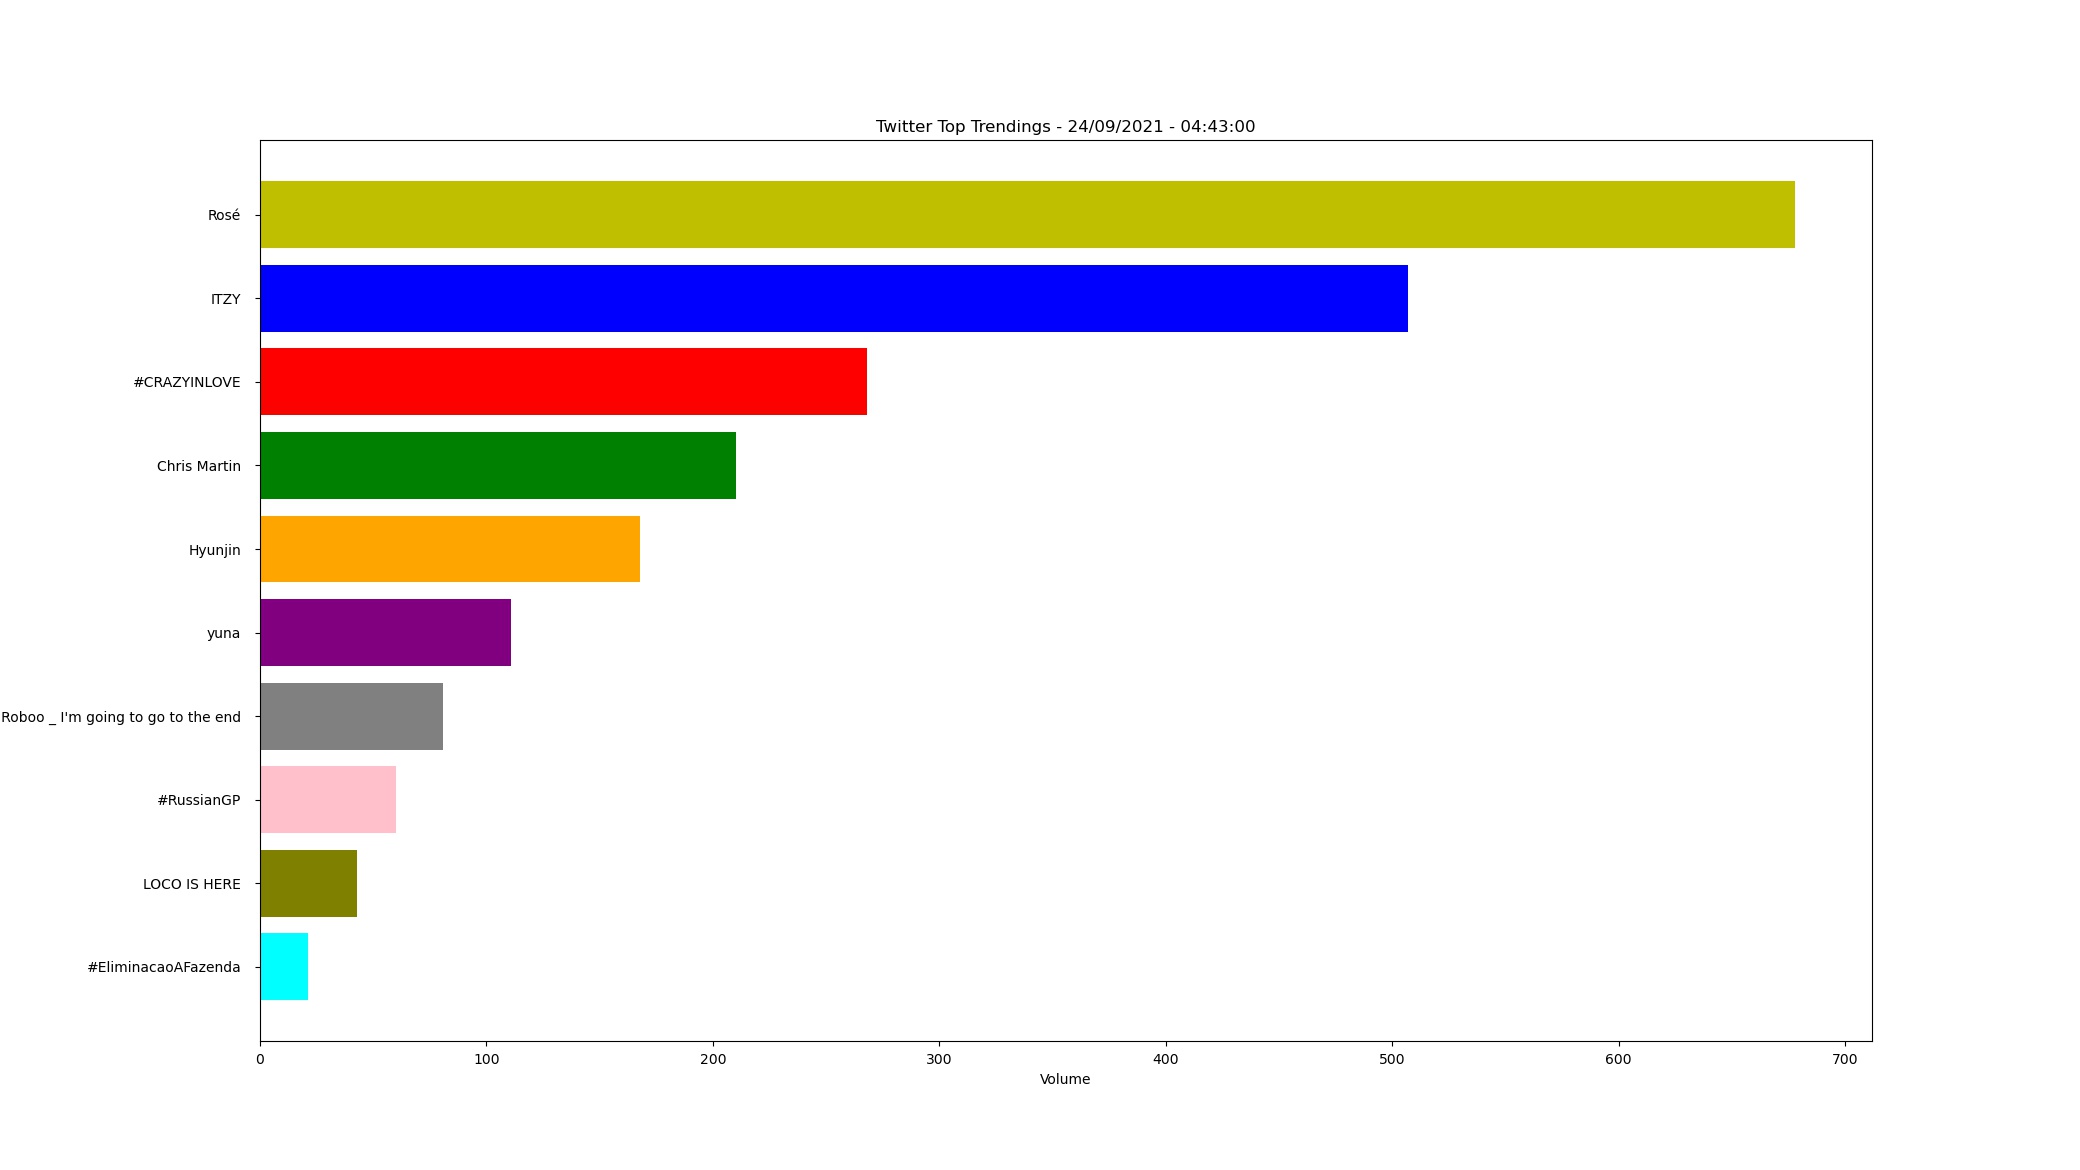 Twitter Top Trendings - 24/09/2021 - 04:43:00
Rosé
ITZY
#CRAZYINLOVE
Chris Martin
Hyunjin
yuna
Roboo _ I'm going to go to the end
#RussianGP
LOCO IS HERE
#EliminacaoAFazenda
0 100 200 300 400 500 600 700
Volume